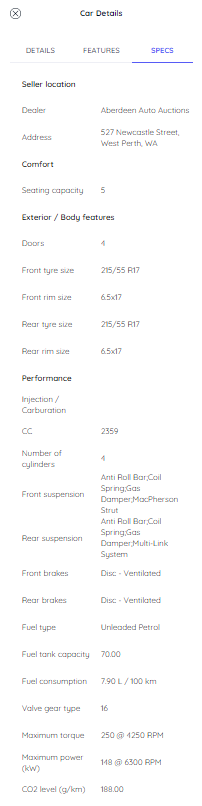 Car Details
DETAILS FEATURES SPECS
Seller location
Dealer Aberdeen Auto Auctions
Address 527 Newcastle Street,
West Perth, WA
Comfort
Seating capacity 5
Exterior / Body features
Doors 4
Front tyre size 215/55 R17
Front rim size 6.5x17
Rear tyre size 215/55 R17
Rear rim size 6.5x17
Performance
Injection /
Carburation
CC 2359
Number of
cylinders 4
Front suspension Anti Roll Bar;Coil
Spring;Gas
Damper;MacPherson
Strut
Rear suspension Anti Roll Bar;Coil
Spring;Gas
Damper;Multi-Link
System
Front brakes Disc - Ventilated
Rear brakes Disc - Ventilated
Fuel type Unleaded Petrol
Fuel tank capacity 70.00
Fuel consumption 7.90 L / 100 km
Valve gear type 16
Maximum torque 250 @ 4250 RPM
Maximum power
(kW) 148 @ 6300 RPM
CO2 level (g/km) 188.00